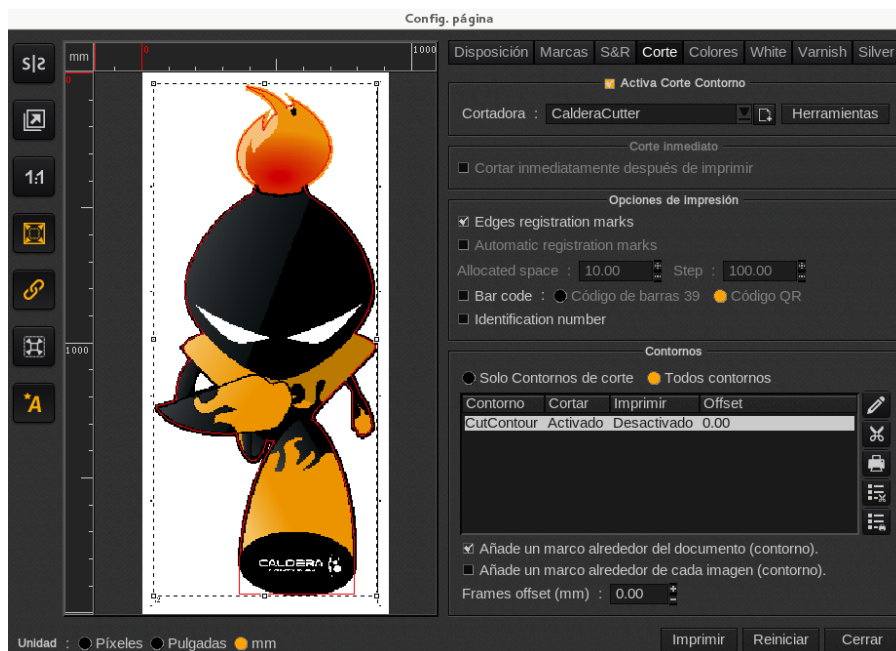 Config. página
S|S
1:1
*A
mm
0
1000
0
1000
CALDERA
Disposición Marcas S&R Corte Colores White Varnish Silver
Activa Corte Contorno
Cortadora : CalderaCutter Herramientas
Corte inmediato
Cortar inmediatamente después de imprimir
Opciones de impresión
Edges registration marks
Automatic registration marks
Allocated space : 10.00 Step : 100.00
Bar code : Código de barras 39 Código QR
Identification number
Contornos
Solo Contornos de corte Todos contornos
Contorno Cortar Imprimir Offset
CutContour Activado Desactivado 0.00
Añade un marco alrededor del documento (contorno).
Añade un marco alrededor de cada imagen (contorno).
Frames offset (mm) : 0.00
Unidad : Píxeles Pulgadas mm
Imprimir Reiniciar Cerrar